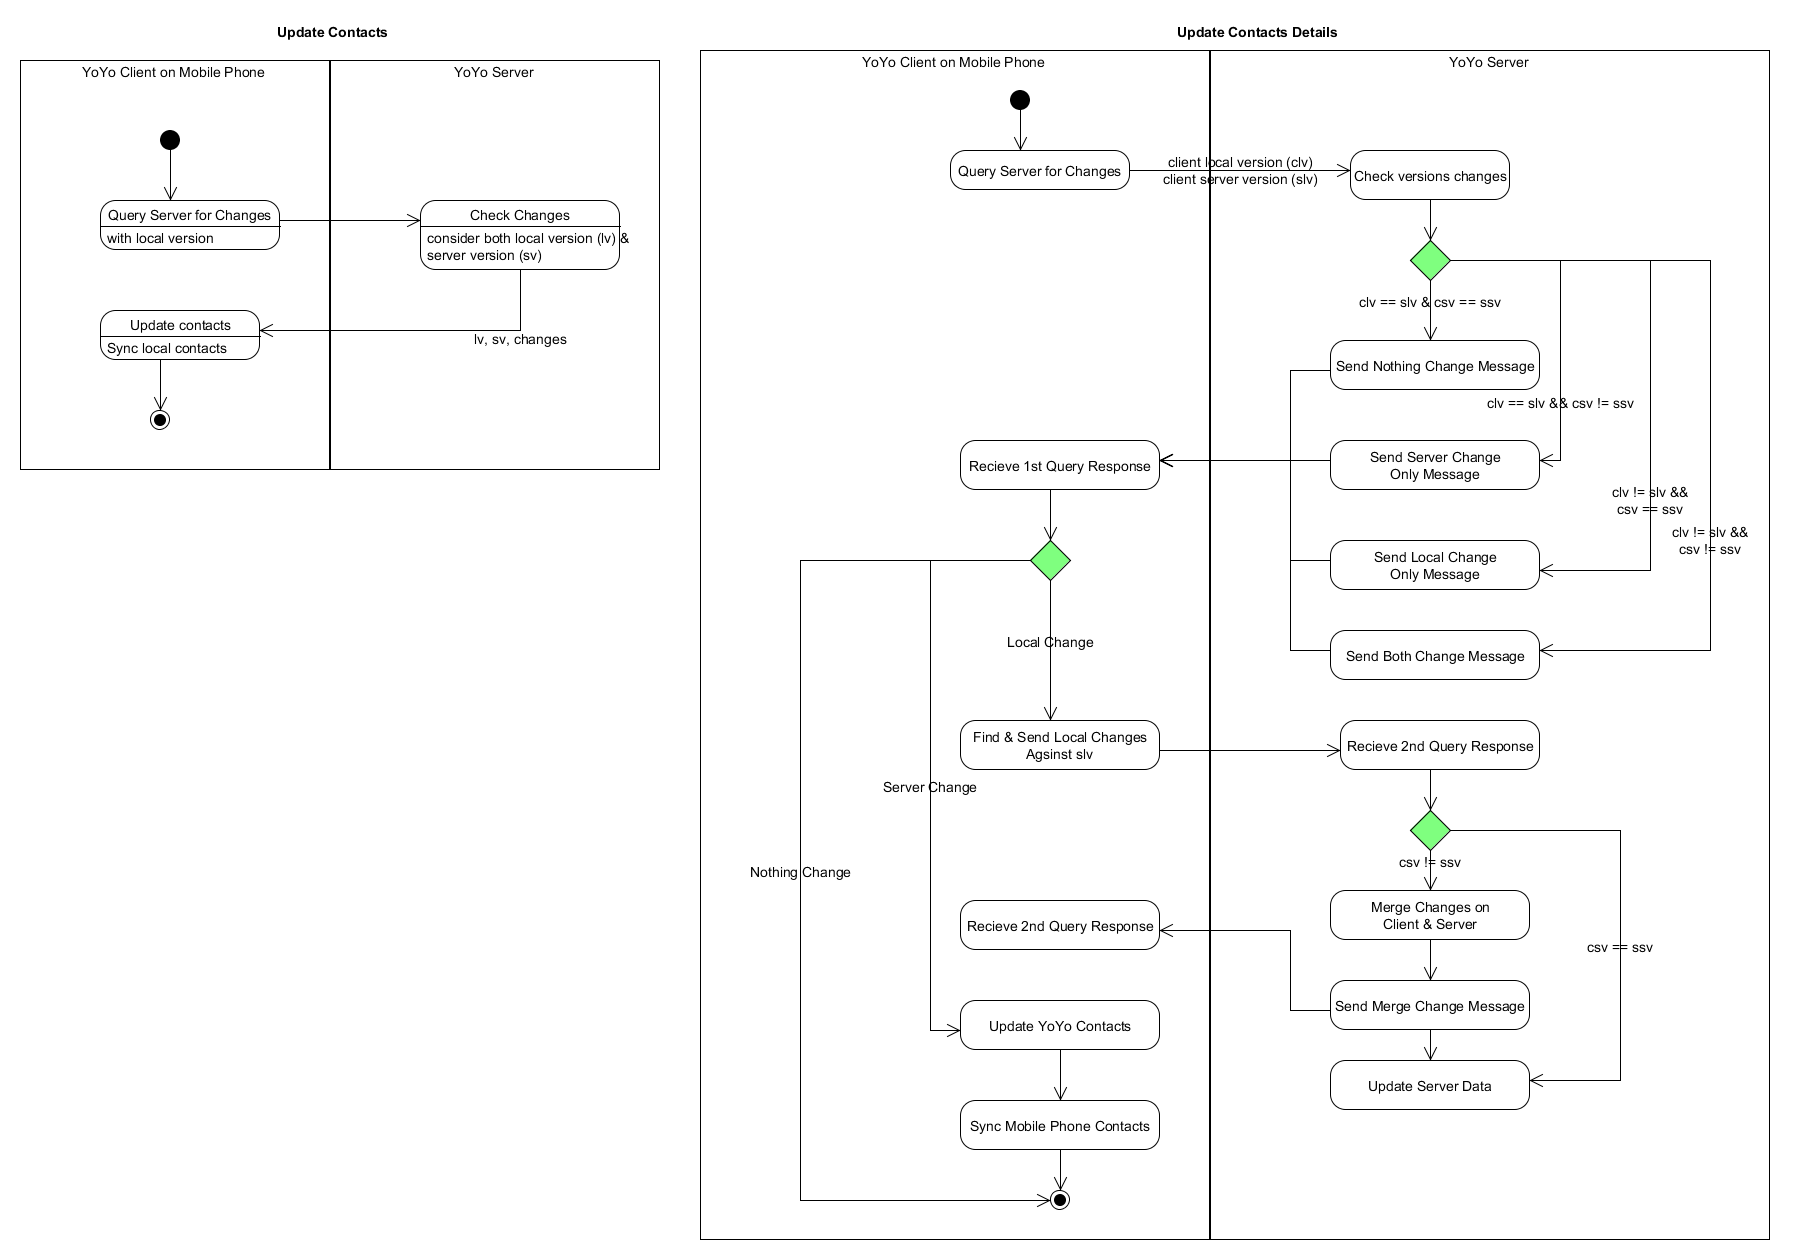 Update Contacts
YoYo Client on Mobile Phone
YoYo Server
Query Server for Changes
with local version
Check Changes
consider both local version (lv) &
server version (sv)
Update contacts
Sync local contacts
lv, sv, changes
Update Contacts Details
YoYo Client on Mobile Phone
YoYo Server
Query Server for Changes
client local version (clv)
client server version (slv)
Check versions changes
clv == slv & csv == ssv
Send Nothing Change Message
clv == slv && csv != ssv
Recieve 1st Query Response
Send Server Change
Only Message
clv != slv &&
csv == ssv
clv != slv &&
csv != ssv
Send Local Change
Only Message
Local Change
Send Both Change Message
Find & Send Local Changes
Agsinst slv
Recieve 2nd Query Response
Server Change
Nothing Change
csv != ssv
Merge Changes on
Client & Server
Recieve 2nd Query Response
csv == ssv
Send Merge Change Message
Update YoYo Contacts
Update Server Data
Sync Mobile Phone Contacts